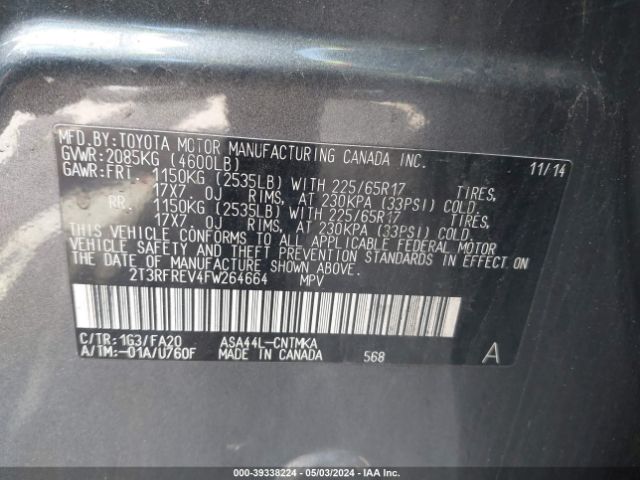 MFD.BY:TOYOTA MOTOR MANUFACTURING CANADA INC. 11/14
GVWR:2085KG (4600LB)
GAWR:FRT. 1150KG (2535LB) WITH 225/65R17 TIRES,
17X7 0J RIMS, AT 230KPA (33PSI) COLD.
RR. 1150KG (2535LB) WITH 225/65R17 TIRES,
17X7 0J RIMS, AT 230KPA (33PSI) COLD.
THIS VEHICLE CONFORMS TO ALL APPLICABLE FEDERAL MOTOR
VEHICLE SAFETY AND THEFT PREVENTION STANDARDS IN EFFECT ON
THE DATE OF MANUFACTURE SHOWN ABOVE.
2T3RFREV4FW264664 MPV
C/TR:1G3/FA20 ASA44L-CNTMKA
A/TM:-01A/U760F MADE IN CANADA 568 A
000-39338224 - 05/03/2024 - IAA Inc.